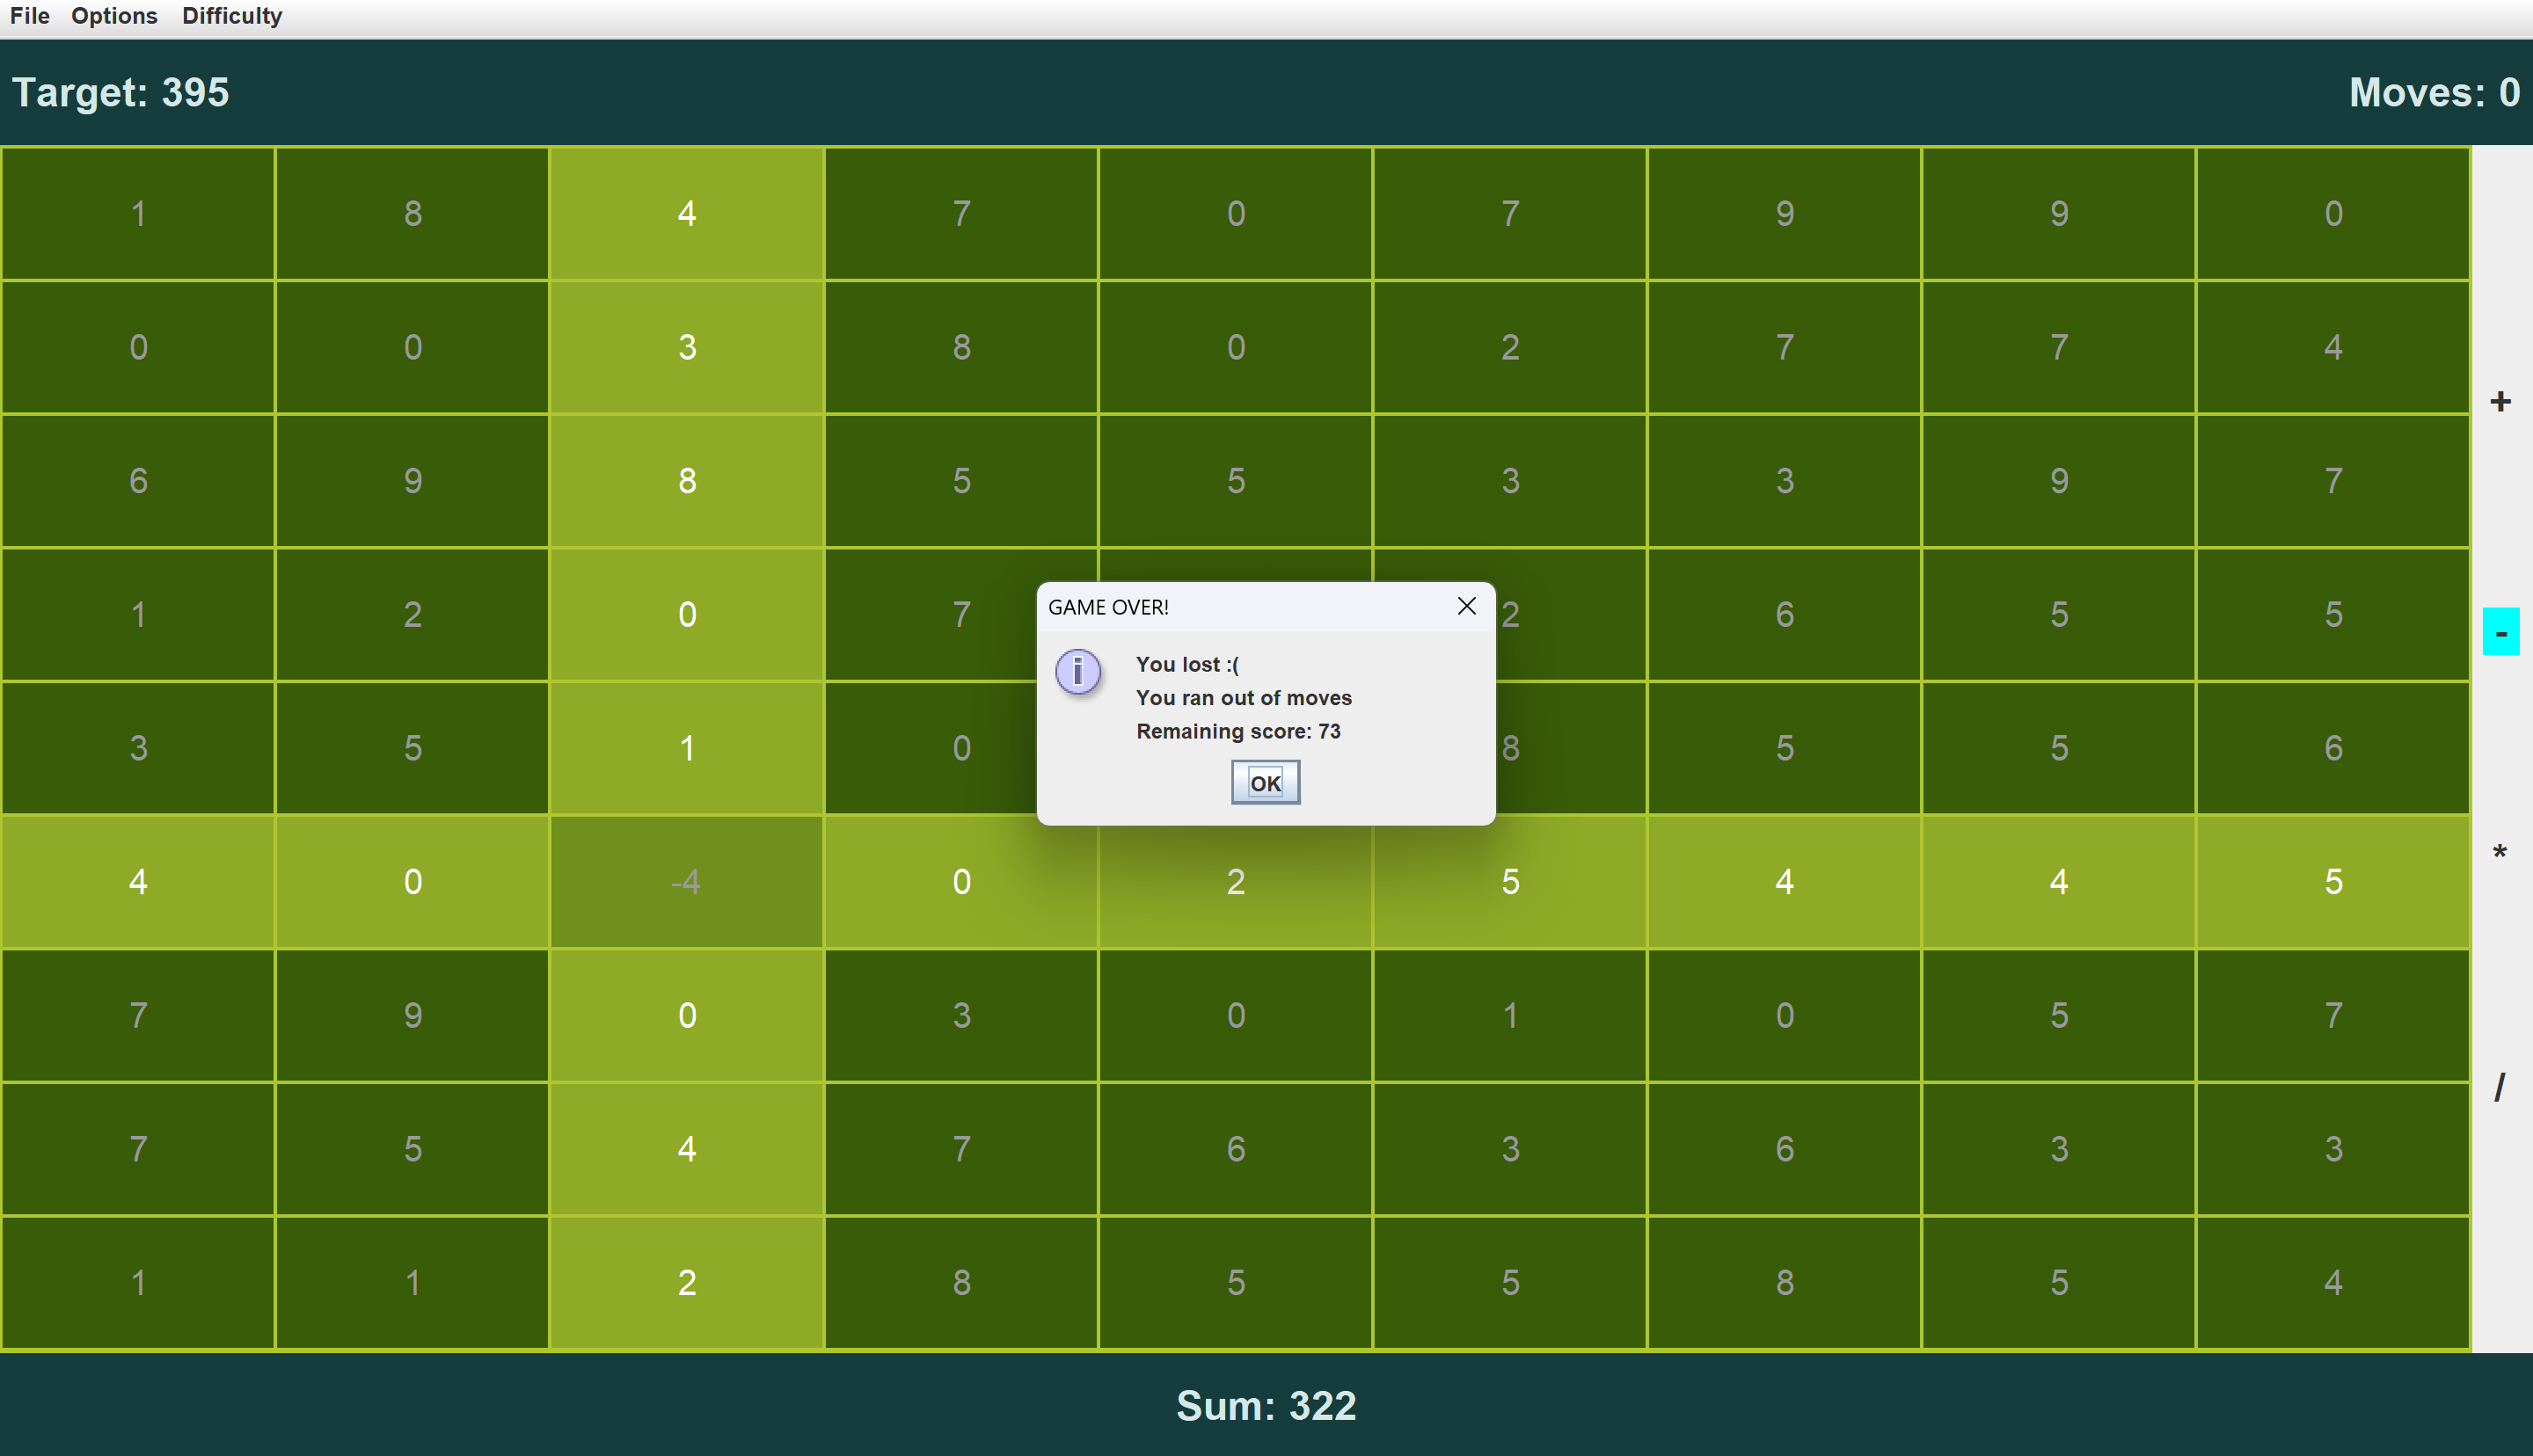 File Options Difficulty
Target: 395 Moves: 0
1 8 4 7 0 7 9 9 0
0 0 3 8 0 2 7 7 4
+
6 9 8 5 5 3 3 9 7
1 2 0 7 2 6 5 5
-
GAME OVER!
You lost :(
You ran out of moves
Remaining score: 73
OK
3 5 1 0 8 5 5 6
*
4 0 -4 0 2 5 4 4 5
7 9 0 3 0 1 0 5 7
/
7 5 4 7 6 3 6 3 3
1 1 2 8 5 5 8 5 4
Sum: 322